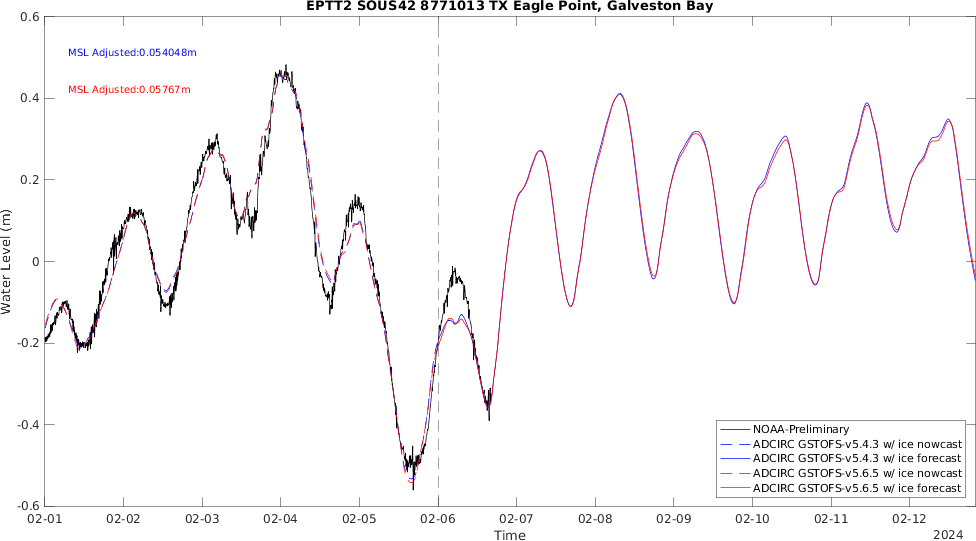 EPTT2 SOUS42 8771013 TX Eagle Point, Galveston Bay
MSL Adjusted:0.054048m
MSL Adjusted:0.05767m
Water Level (m)
0.6
0.4
0.2
0
-0.2
-0.4
-0.6
NOAA-Preliminary
ADCIRC GSTOFS-v5.4.3 w/ ice nowcast
ADCIRC GSTOFS-v5.4.3 w/ ice forecast
ADCIRC GSTOFS-v5.6.5 w/ ice nowcast
ADCIRC GSTOFS-v5.6.5 w/ ice forecast
02-01 02-02 02-03 02-04 02-05 02-06 02-07 02-08 02-09 02-10 02-11 02-12
Time
2024